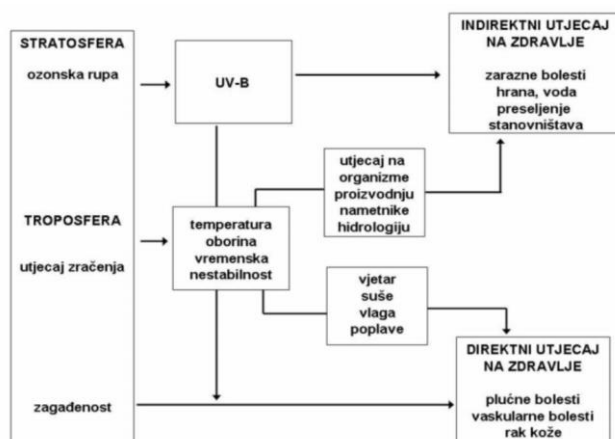 STRATOSFERA
ozonska rupa
TROPOSFERA
utjecaj zračenja
zagađenost
UV-B
temperatura
oborina
vremenska
nestabilnost
utjecaj na
organizme
proizvodnju
nametnike
hidrologiju
vjetar
suše
vlaga
poplave
INDIREKTNI UTJECAJ
NA ZDRAVLJE
zarazne bolesti
hrana, voda
preseljenje
stanovništava
DIREKTNI UTJECAJ
NA ZDRAVLJE
plućne bolesti
vaskularne bolesti
rak kože